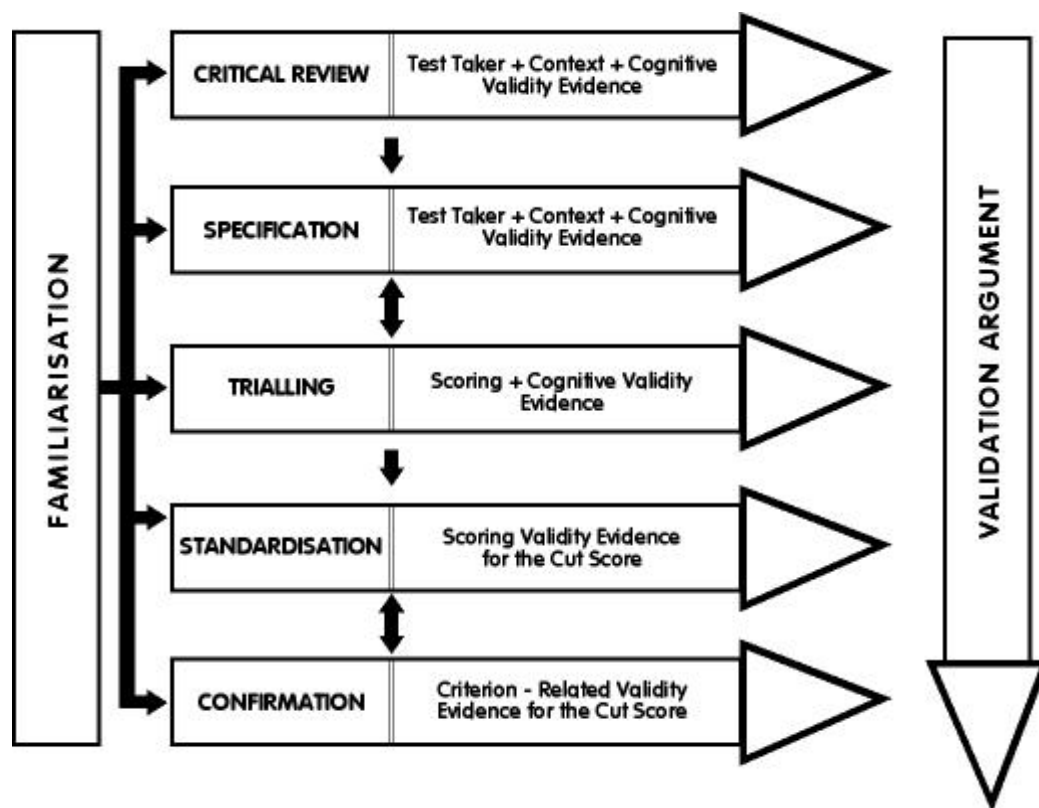 FAMILIARISATION
CRITICAL REVIEW
Test Taker + Context + Cognitive
Validity Evidence
SPECIFICATION
Test Taker + Context + Cognitive
Validity Evidence
TRIALLING
Scoring + Cognitive Validity
Evidence
STANDARDISATION
Scoring Validity Evidence
for the Cut Score
CONFIRMATION
Criterion - Related Validity
Evidence for the Cut Score
VALIDATION ARGUMENT